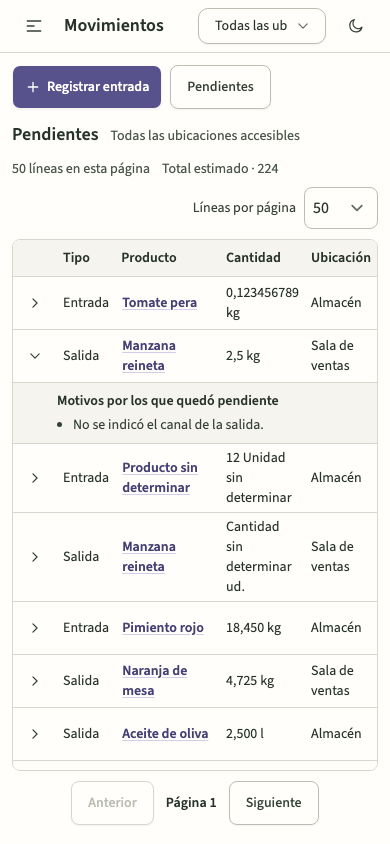 Movimientos
Todas las ub
Registrar entrada
Pendientes
Pendientes Todas las ubicaciones accesibles
50 líneas en esta página Total estimado · 224
Líneas por página 50
Tipo Producto Cantidad Ubicación
Entrada Tomate pera 0,123456789 kg Almacén
Salida Manzana reineta 2,5 kg Sala de ventas
Motivos por los que quedó pendiente
• No se indicó el canal de la salida.
Entrada Producto sin determinar 12 Unidad sin determinar Almacén
Salida Manzana reineta Cantidad sin determinar ud. Sala de ventas
Entrada Pimiento rojo 18,450 kg Almacén
Salida Naranja de mesa 4,725 kg Sala de ventas
Salida Aceite de oliva 2,500 l Almacén
Anterior Página 1 Siguiente